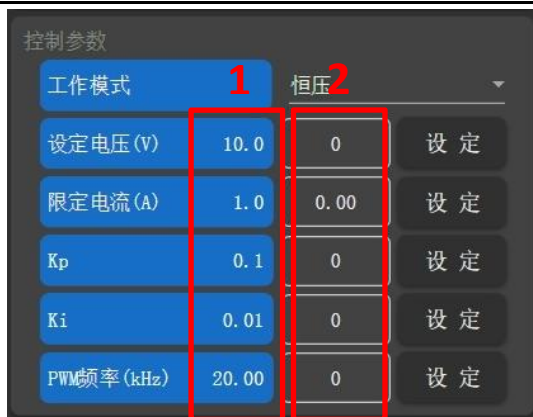 控制参数
工作模式 1 恒压 2
设定电压(V) 10.0 0 设 定
限定电流(A) 1.0 0.00 设 定
Kp 0.1 0 设 定
Ki 0.01 0 设 定
PWM频率(kHz) 20.00 0 设 定